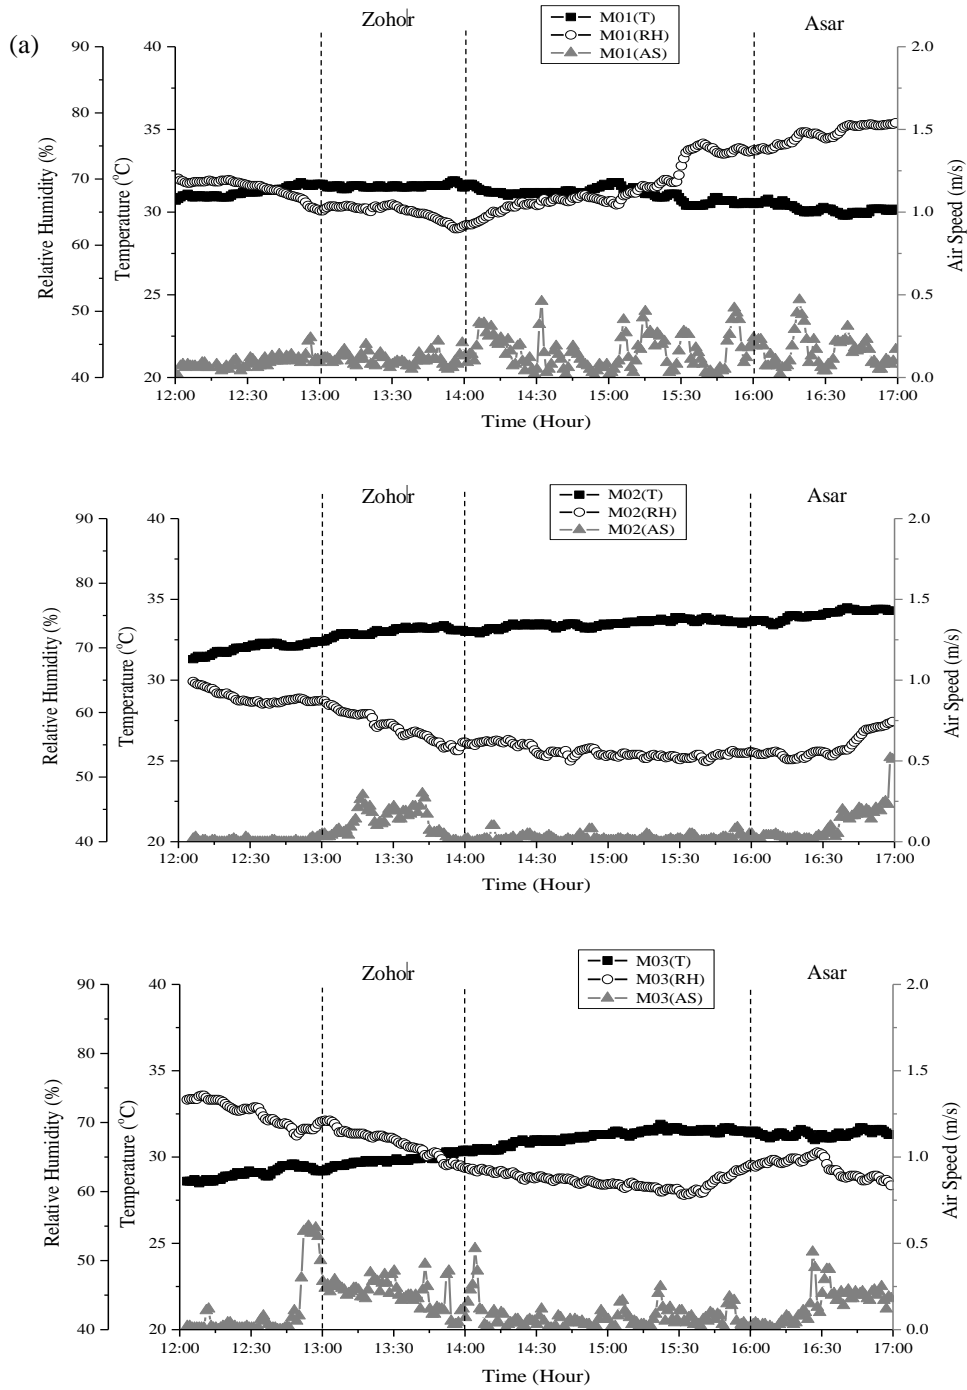 (a)
Zohor
Asar
M01(T)
M01(RH)
M01(AS)
Relative Humidity (%)
90
80
70
60
50
40
Temperature (°C)
40
35
30
25
20
Air Speed (m/s)
2.0
1.5
1.0
0.5
0.0
12:00 12:30 13:00 13:30 14:00 14:30 15:00 15:30 16:00 16:30 17:00
Time (Hour)
Zohor
Asar
M02(T)
M02(RH)
M02(AS)
Relative Humidity (%)
90
80
70
60
50
40
Temperature (°C)
40
35
30
25
20
Air Speed (m/s)
2.0
1.5
1.0
0.5
0.0
12:00 12:30 13:00 13:30 14:00 14:30 15:00 15:30 16:00 16:30 17:00
Time (Hour)
Zohor
Asar
M03(T)
M03(RH)
M03(AS)
Relative Humidity (%)
90
80
70
60
50
40
Temperature (°C)
40
35
30
25
20
Air Speed (m/s)
2.0
1.5
1.0
0.5
0.0
12:00 12:30 13:00 13:30 14:00 14:30 15:00 15:30 16:00 16:30 17:00
Time (Hour)